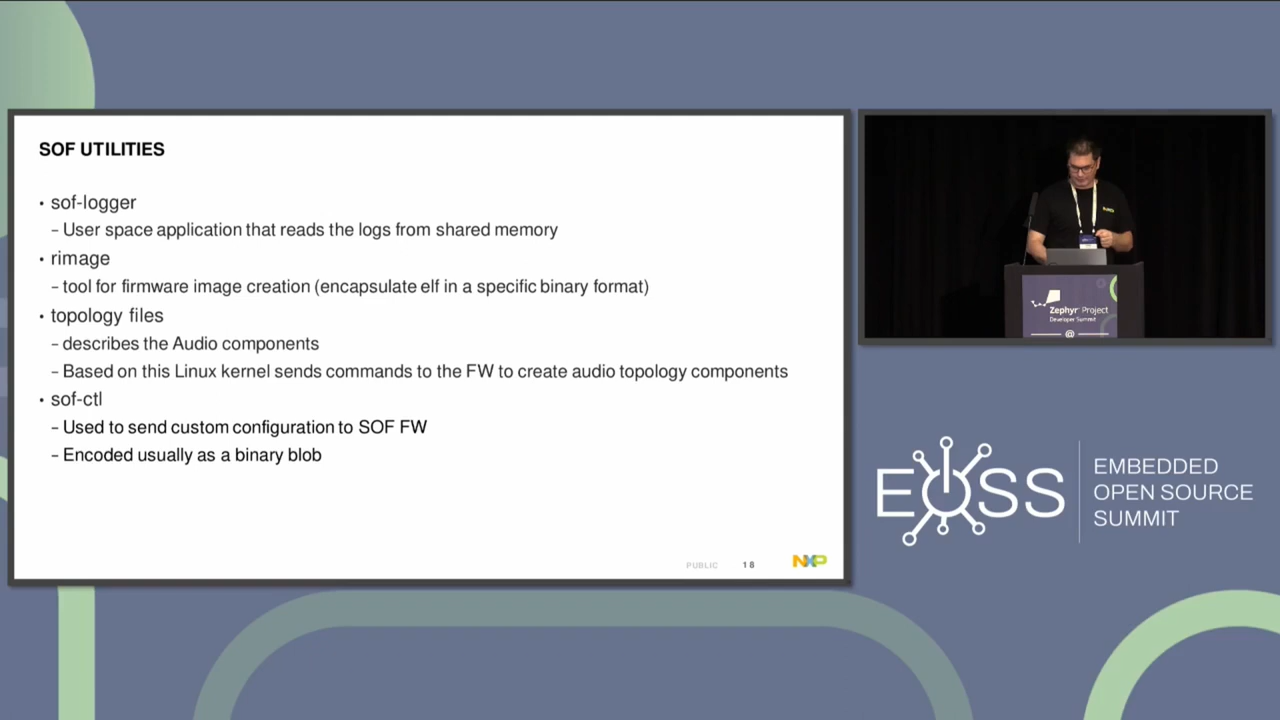 SOF UTILITIES
• sof-logger
– User space application that reads the logs from shared memory
• rimage
– tool for firmware image creation (encapsulate elf in a specific binary format)
• topology files
– describes the Audio components
– Based on this Linux kernel sends commands to the FW to create audio topology components
• sof-ctl
– Used to send custom configuration to SOF FW
– Encoded usually as a binary blob
PUBLIC 18 NXP
Zephyr Project
Developer Summit
@
EOSS
EMBEDDED
OPEN SOURCE
SUMMIT